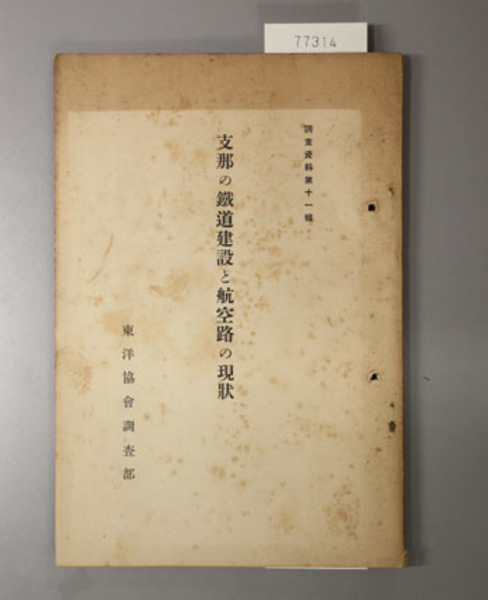 77314
調査資料第十一輯
支那の鐵道建設と航空路の現狀
東洋協會調査部